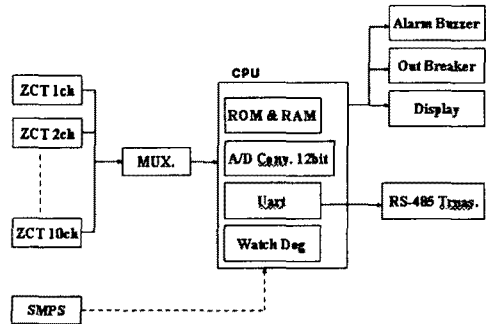 Alarm Buzzer
Out Breaker
Display
CPU
ZCT 1ch
ZCT 2ch
ZCT 10ch
MUX.
ROM & RAM
A/D Conv. 12bit
Uart
Watch Dog
RS-485 Trnas.
SMPS